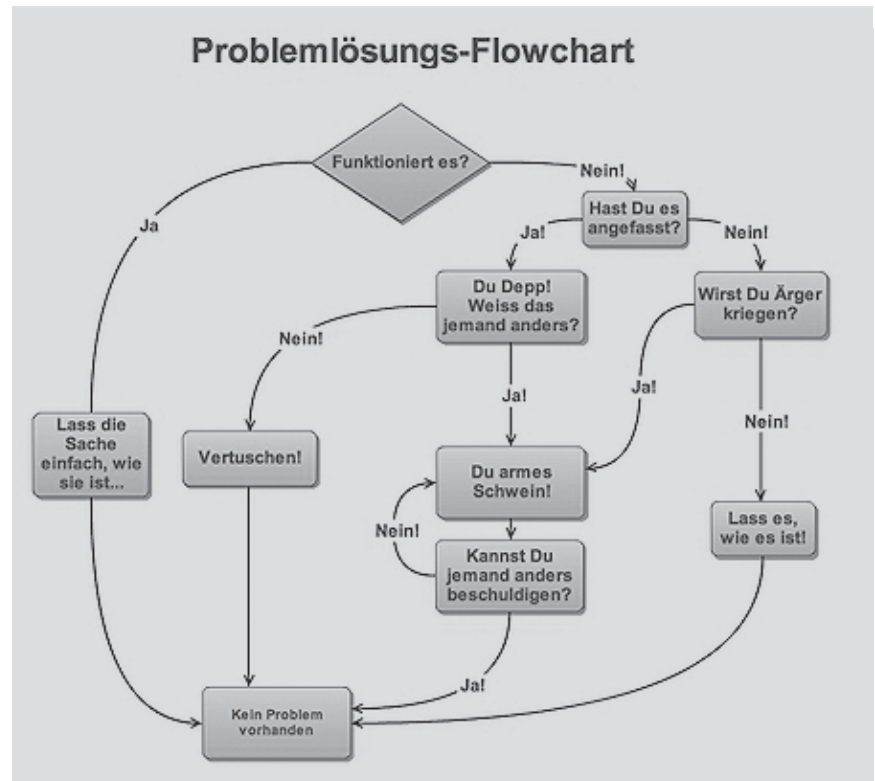 Problemlösungs-Flowchart
Funktioniert es?
Nein!
Hast Du es
angefasst?
Ja
Ja!
Nein!
Du Depp!
Weiss das
jemand anders?
Wirst Du Ärger
kriegen?
Nein!
Ja!
Ja!
Nein!
Lass die
Sache
einfach, wie
sie ist...
Vertuschen!
Du armes
Schwein!
Nein!
Lass es,
wie es ist!
Kannst Du
jemand anders
beschuldigen?
Ja!
Kein Problem
vorhanden